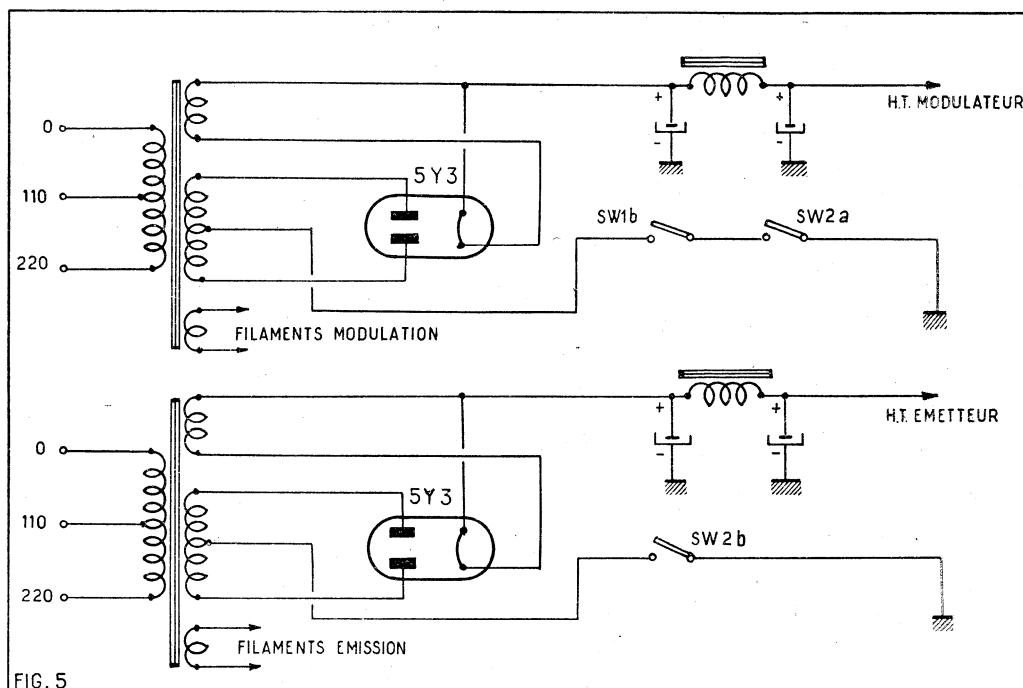 +
+
H.T. MODULATEUR
0
-
-
5Y3
110
SW1b
SW2a
220
FILAMENTS MODULATION
+
+
H.T. EMETTEUR
0
-
-
5Y3
110
SW2b
220
FILAMENTS EMISSION
FIG. 5